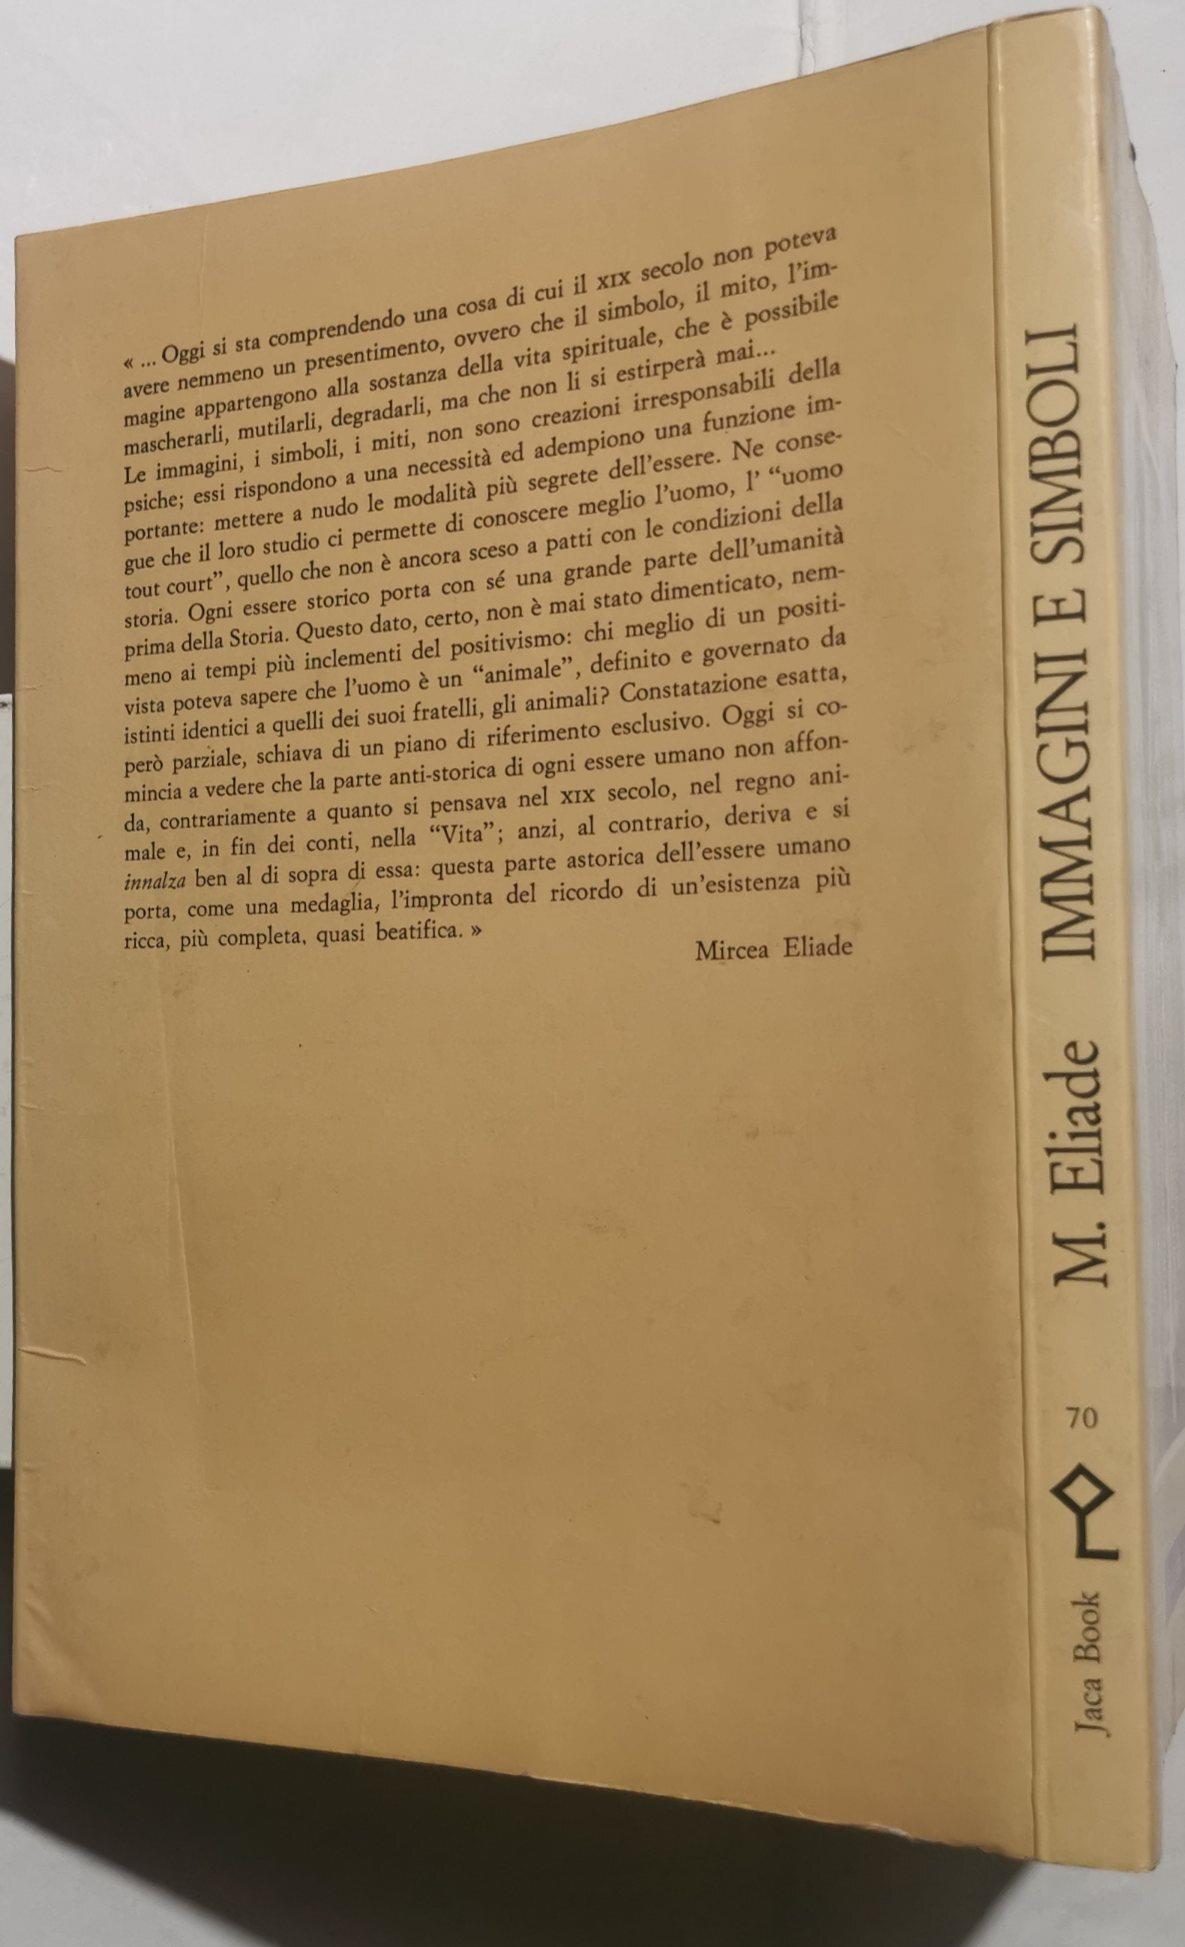 « ... Oggi si sta comprendendo una cosa di cui il XIX secolo non poteva
avere nemmeno un presentimento, ovvero che il simbolo, il mito, l'im-
magine appartengono alla sostanza della vita spirituale, che è possibile
mascherarli, mutilarli, degradarli, ma che non li si estirperà mai...
Le immagini, i simboli, i miti, non sono creazioni irresponsabili della
psiche; essi rispondono a una necessità ed adempiono una funzione im-
portante: mettere a nudo le modalità più segrete dell'essere. Ne conse-
gue che il loro studio ci permette di conoscere meglio l'uomo, l' “uomo
tout court”, quello che non è ancora sceso a patti con le condizioni della
storia. Ogni essere storico porta con sé una grande parte dell'umanità
prima della Storia. Questo dato, certo, non è mai stato dimenticato, nem-
meno ai tempi più inclementi del positivismo: chi meglio di un positi-
vista poteva sapere che l'uomo è un “animale”, definito e governato da
istinti identici a quelli dei suoi fratelli, gli animali? Constatazione esatta,
però parziale, schiava di un piano di riferimento esclusivo. Oggi si co-
mincia a vedere che la parte anti-storica di ogni essere umano non affon-
da, contrariamente a quanto si pensava nel XIX secolo, nel regno ani-
male e, in fin dei conti, nella “Vita”; anzi, al contrario, deriva e si
innalza ben al di sopra di essa: questa parte astorica dell'essere umano
porta, come una medaglia, l'impronta del ricordo di un'esistenza più
ricca, più completa, quasi beatifica. »
Mircea Eliade
Jaca Book
70
M. Eliade IMMAGINI E SIMBOLI